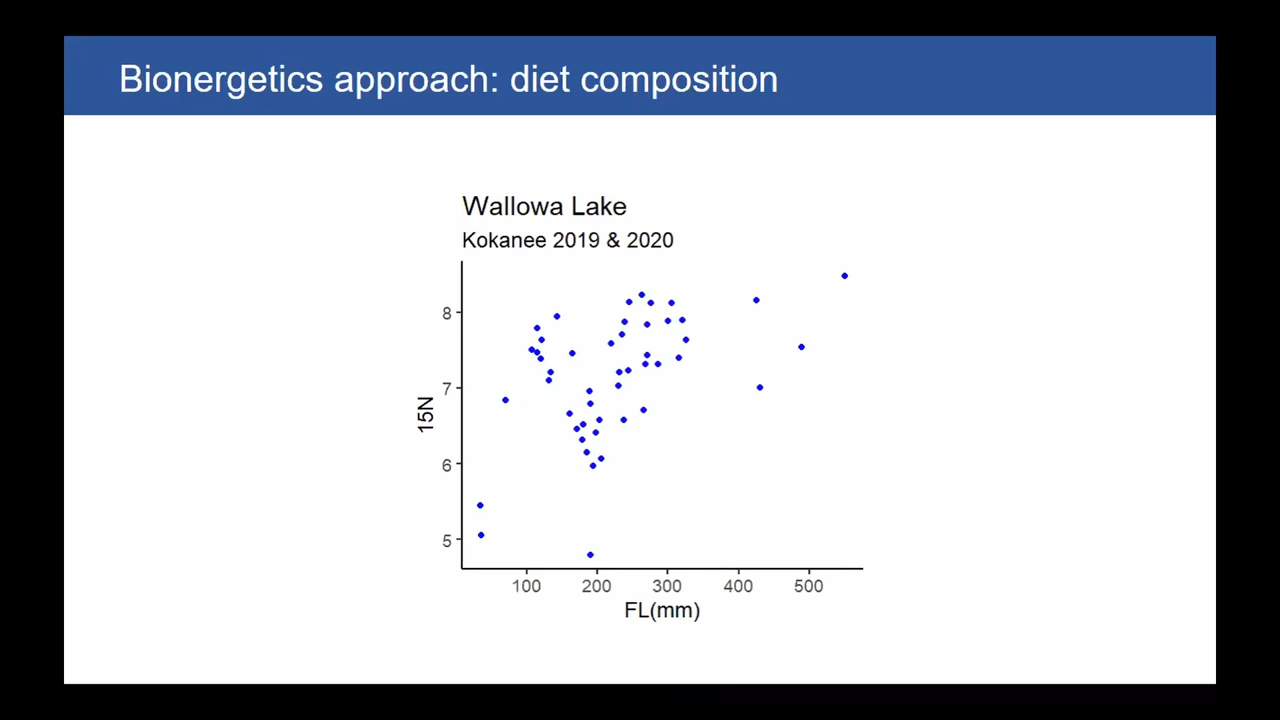 Bionergetics approach: diet composition
Wallowa Lake
Kokanee 2019 & 2020
8
7
6
5
15N
100 200 300 400 500
FL(mm)